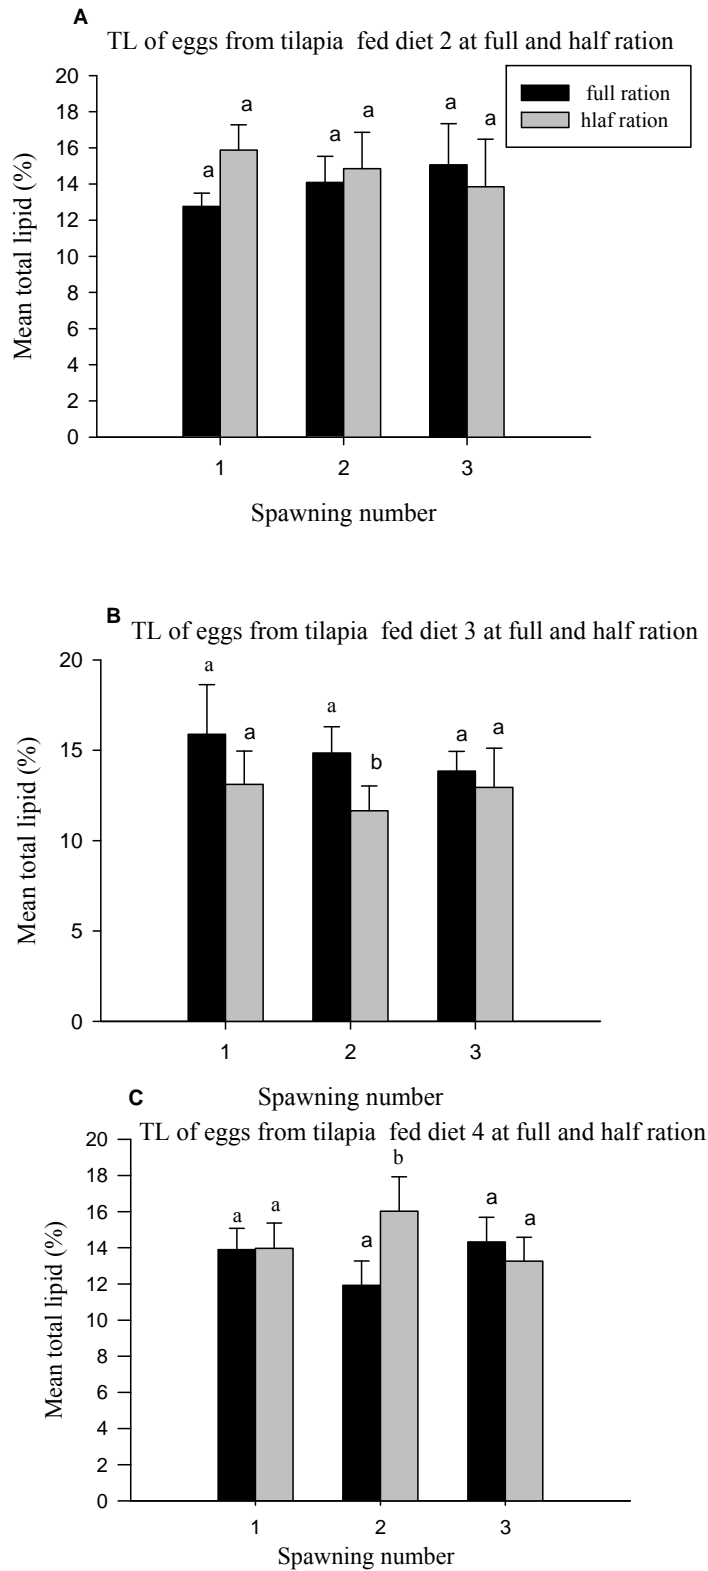 A
TL of eggs from tilapia fed diet 2 at full and half ration
full ration
hlaf ration
Mean total lipid (%)
20
18
16
14
12
10
8
6
4
2
0
a
a
a
a
a
a
1
2
3
Spawning number
B
TL of eggs from tilapia fed diet 3 at full and half ration
Mean total lipid (%)
20
15
10
5
0
a
a
a
b
a
a
1
2
3
Spawning number
C
TL of eggs from tilapia fed diet 4 at full and half ration
Mean total lipid (%)
20
18
16
14
12
10
8
6
4
2
0
a
a
a
b
a
a
1
2
3
Spawning number